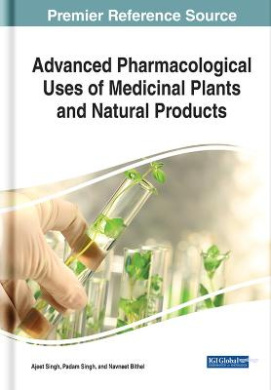 Premier Reference Source
Advanced Pharmacological
Uses of Medicinal Plants
and Natural Products
Ajeet Singh, Padam Singh, and Navneet Bithel
IGI Global